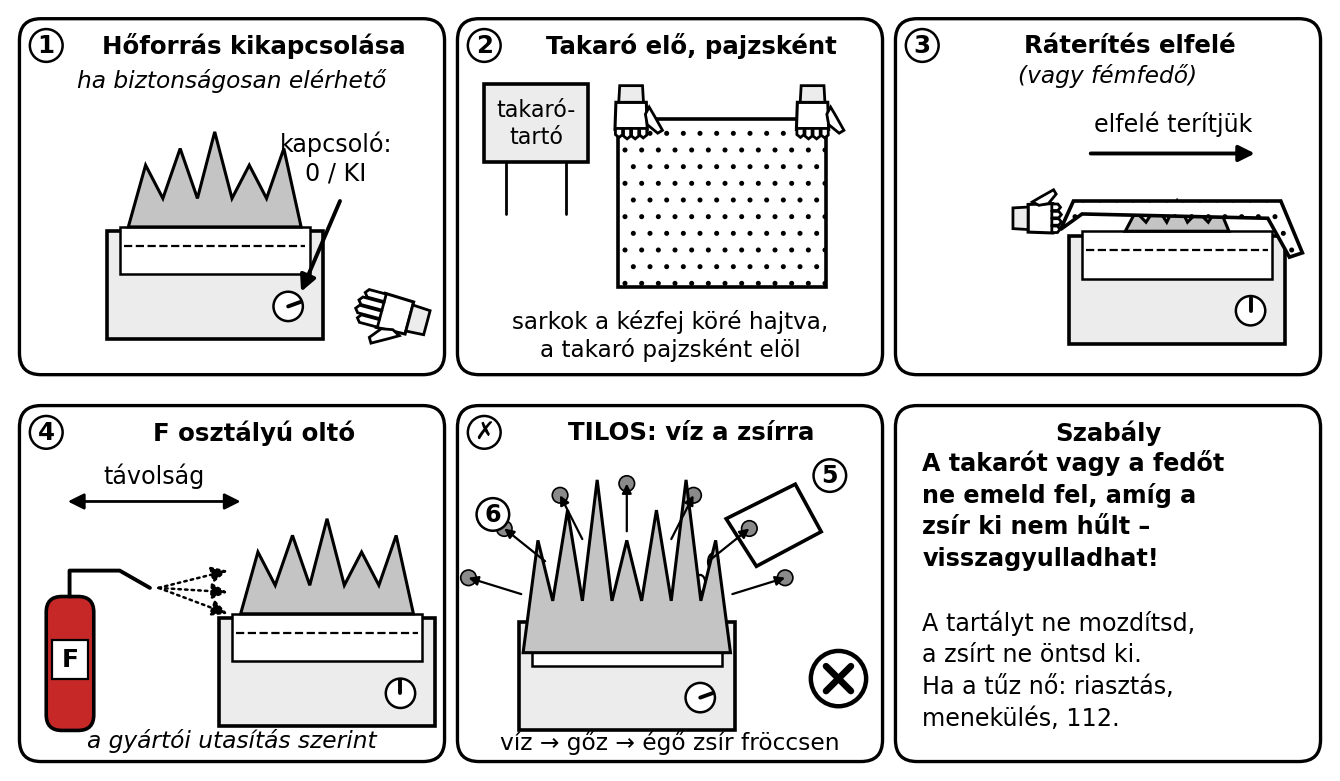 1 Hőforrás kikapcsolása
ha biztonságosan elérhető
kapcsoló:
0 / KI
2 Takaró elő, pajzsként
takaró-
tartó
sarkok a kézfej köré hajtva,
a takaró pajzsként elöl
3 Ráterítés elfelé
(vagy fémfedő)
elfelé terítjük
4 F osztályú oltó
távolság
F
a gyártói utasítás szerint
✗ TILOS: víz a zsírra
5
6
víz → gőz → égő zsír fröccsen
Szabály
A takarót vagy a fedőt
ne emeld fel, amíg a
zsír ki nem hűlt –
visszagyulladhat!
A tartályt ne mozdítsd,
a zsírt ne öntsd ki.
Ha a tűz nő: riasztás,
menekülés, 112.